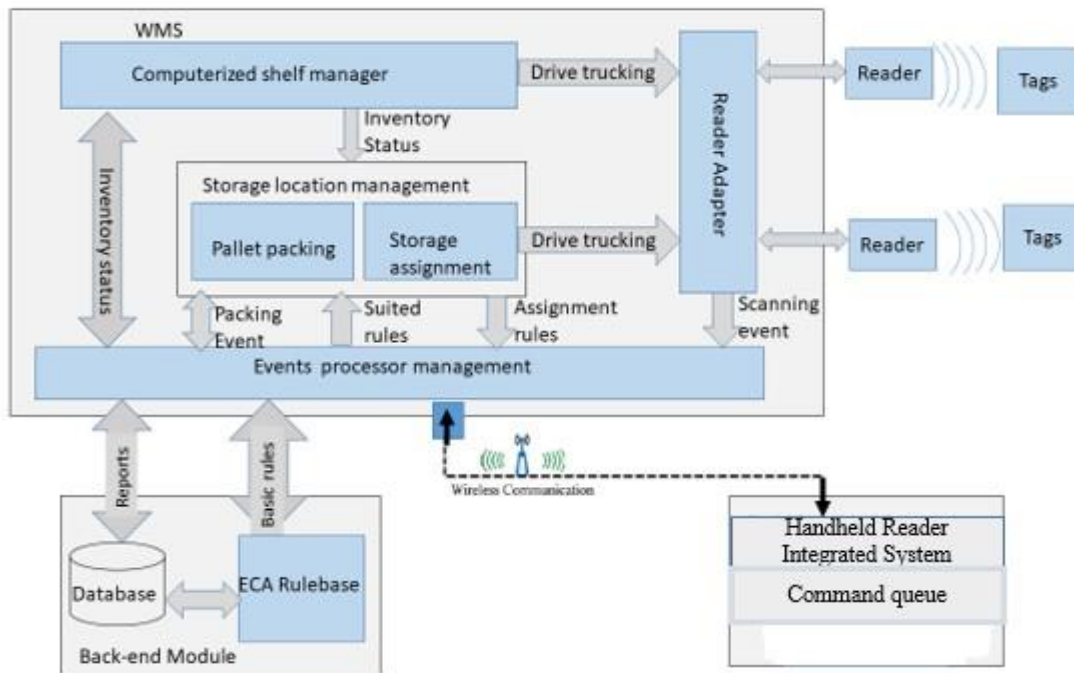 WMS
Computerized shelf manager
Drive trucking
Reader Adapter
Reader
Tags
Inventory
Status
Inventory status
Storage location management
Pallet packing
Storage
assignment
Drive trucking
Reader
Tags
Packing
Event
Suited
rules
Assignment
rules
Scanning
event
Events processor management
Reports
Basic rules
Wireless Communication
Database
ECA Rulebase
Back-end Module
Handheld Reader
Integrated System
Command queue